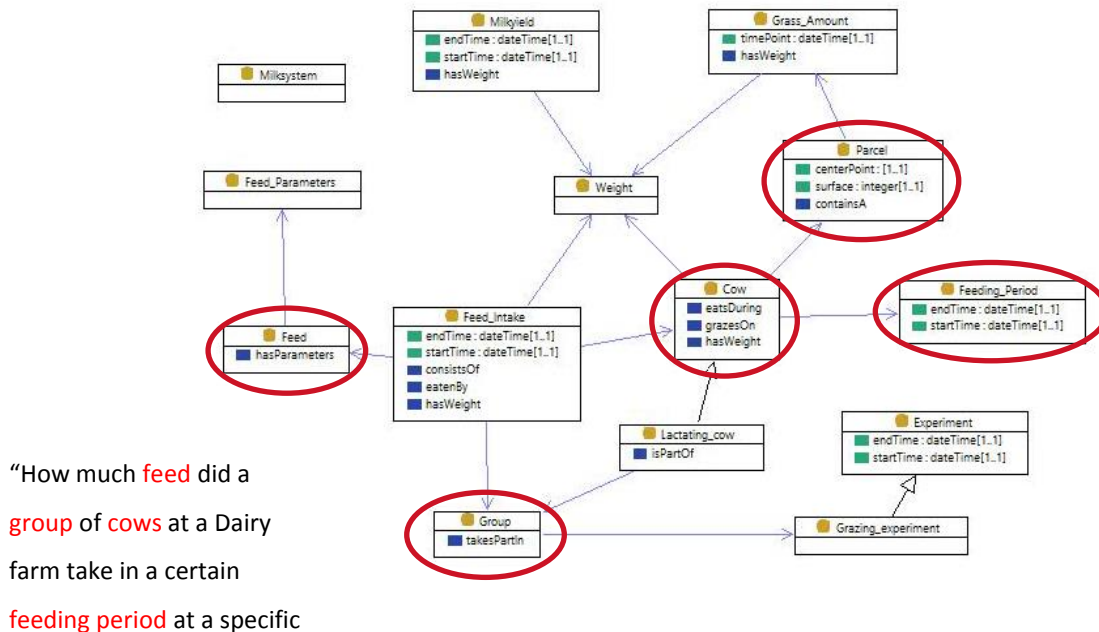 Milkyield
endTime : dateTime[1..1]
startTime : dateTime[1..1]
hasWeight
Grass_Amount
timePoint : dateTime[1..1]
hasWeight
Milksystem
Parcel
centerPoint : [1..1]
surface : integer[1..1]
containsA
Feed_Parameters
Weight
Cow
eatsDuring
grazesOn
hasWeight
Feeding_Period
endTime : dateTime[1..1]
startTime : dateTime[1..1]
Feed
hasParameters
Feed_Intake
endTime : dateTime[1..1]
startTime : dateTime[1..1]
consistsOf
eatenBy
hasWeight
Lactating_cow
isPartOf
Experiment
endTime : dateTime[1..1]
startTime : dateTime[1..1]
Group
takesPartIn
Grazing_experiment
“How much feed did a
group of cows at a Dairy
farm take in a certain
feeding period at a specific